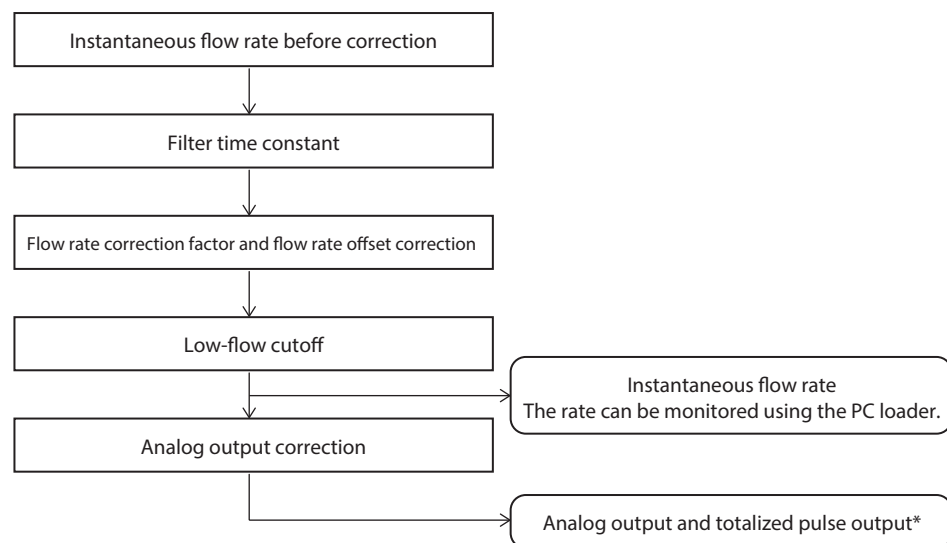 Instantaneous flow rate before correction
Filter time constant
Flow rate correction factor and flow rate offset correction
Low-flow cutoff
Instantaneous flow rate
The rate can be monitored using the PC loader.
Analog output correction
Analog output and totalized pulse output*